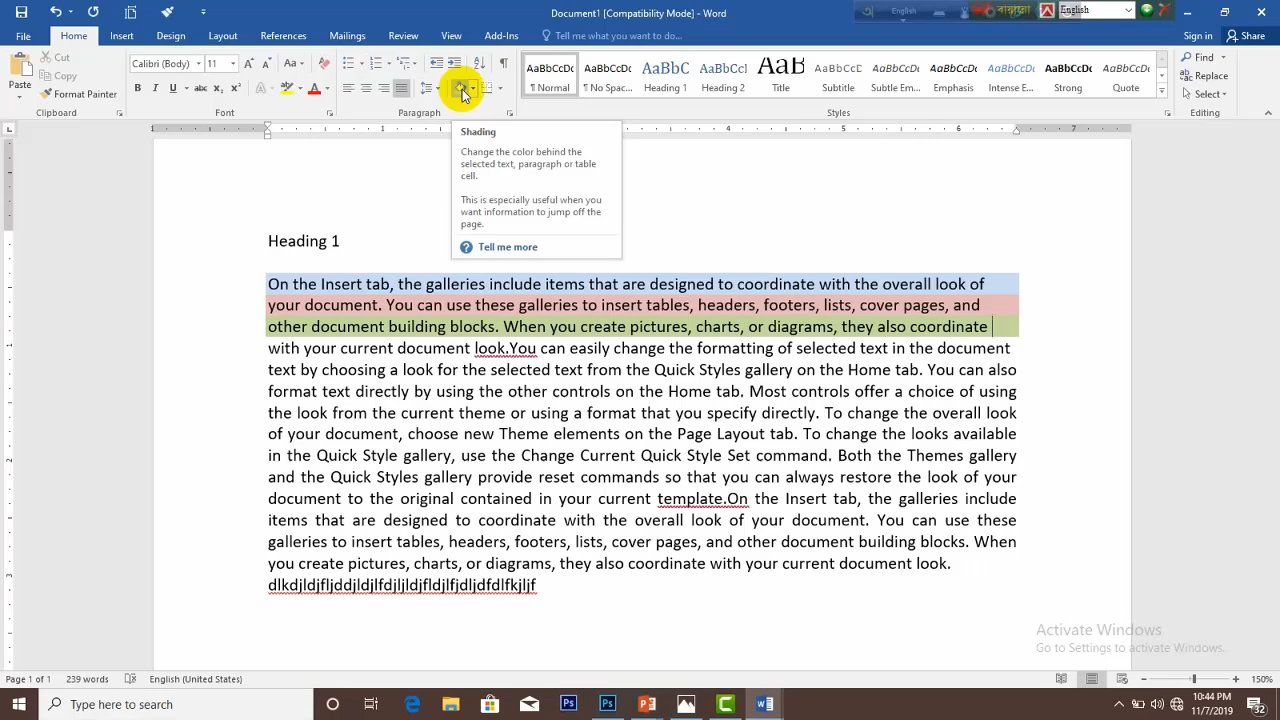 Document1 [Compatibility Mode] - Word
English
English
File Home Insert Design Layout References Mailings Review View Add-Ins Tell me what you want to do... Sign in Share
Paste
Cut
Copy
Format Painter
Clipboard
Calibri (Body) 11
Font
Paragraph
AaBbCcDc AaBbCcDc AaBbC AaBbCcI AaB AaBbCcDc AaBbCcDc AaBbCcDc AaBbCcDc AaBbCcDc AaBbCcDc
¶ Normal ¶ No Spac... Heading 1 Heading 2 Title Subtitle Subtle Em... Emphasis Intense E... Strong Quote
Styles
Find
Replace
Select
Editing
1 1 5 6 7
Shading
Change the color behind the
selected text, paragraph or table
cell.
This is especially useful when you
want information to jump off the
page.
Tell me more
Heading 1
On the Insert tab, the galleries include items that are designed to coordinate with the overall look of
your document. You can use these galleries to insert tables, headers, footers, lists, cover pages, and
other document building blocks. When you create pictures, charts, or diagrams, they also coordinate
with your current document look.You can easily change the formatting of selected text in the document
text by choosing a look for the selected text from the Quick Styles gallery on the Home tab. You can also
format text directly by using the other controls on the Home tab. Most controls offer a choice of using
the look from the current theme or using a format that you specify directly. To change the overall look
of your document, choose new Theme elements on the Page Layout tab. To change the looks available
in the Quick Style gallery, use the Change Current Quick Style Set command. Both the Themes gallery
and the Quick Styles gallery provide reset commands so that you can always restore the look of your
document to the original contained in your current template.On the Insert tab, the galleries include
items that are designed to coordinate with the overall look of your document. You can use these
galleries to insert tables, headers, footers, lists, cover pages, and other document building blocks. When
you create pictures, charts, or diagrams, they also coordinate with your current document look.
Activate Windows
Go to Settings to activate Windows.
Page 1 of 1 239 words English (United States) 150%
Type here to search
10:44 PM
11/7/2019
32